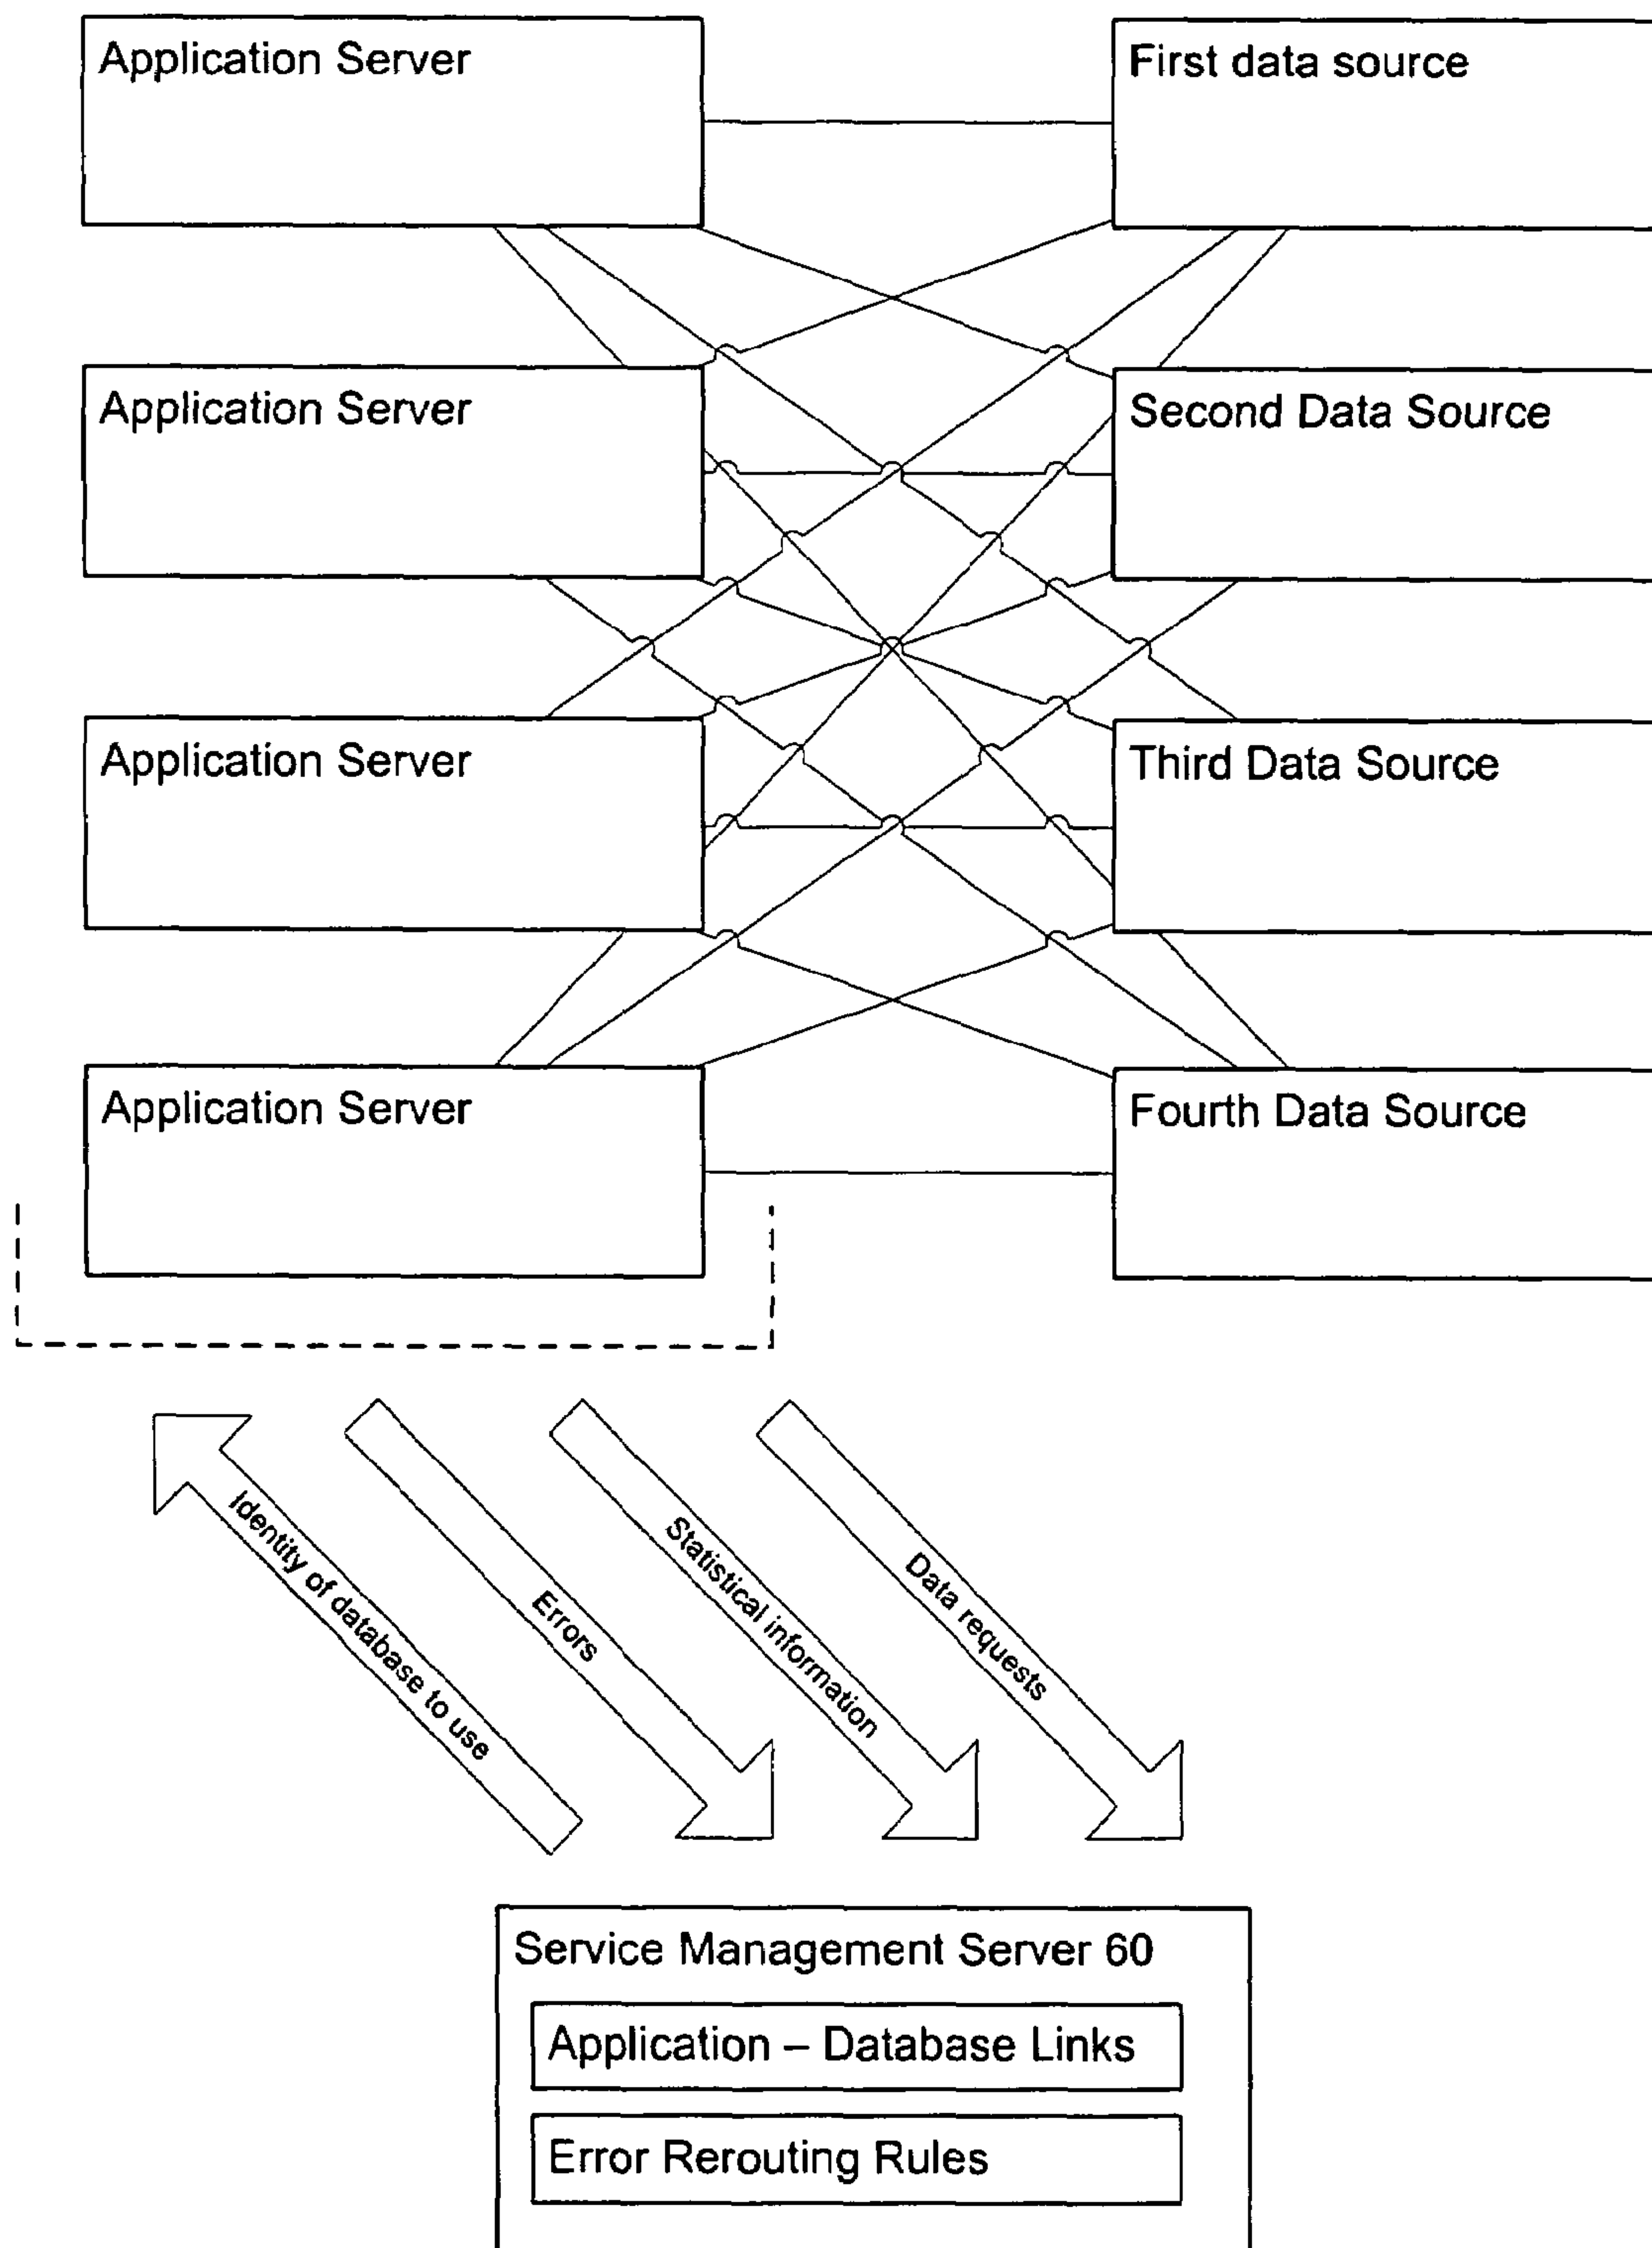 Application Server
First data source
Application Server
Second Data Source
Application Server
Third Data Source
Application Server
Fourth Data Source
Identity of database to use
Errors
Statistical information
Data requests
Service Management Server 60
Application – Database Links
Error Rerouting Rules